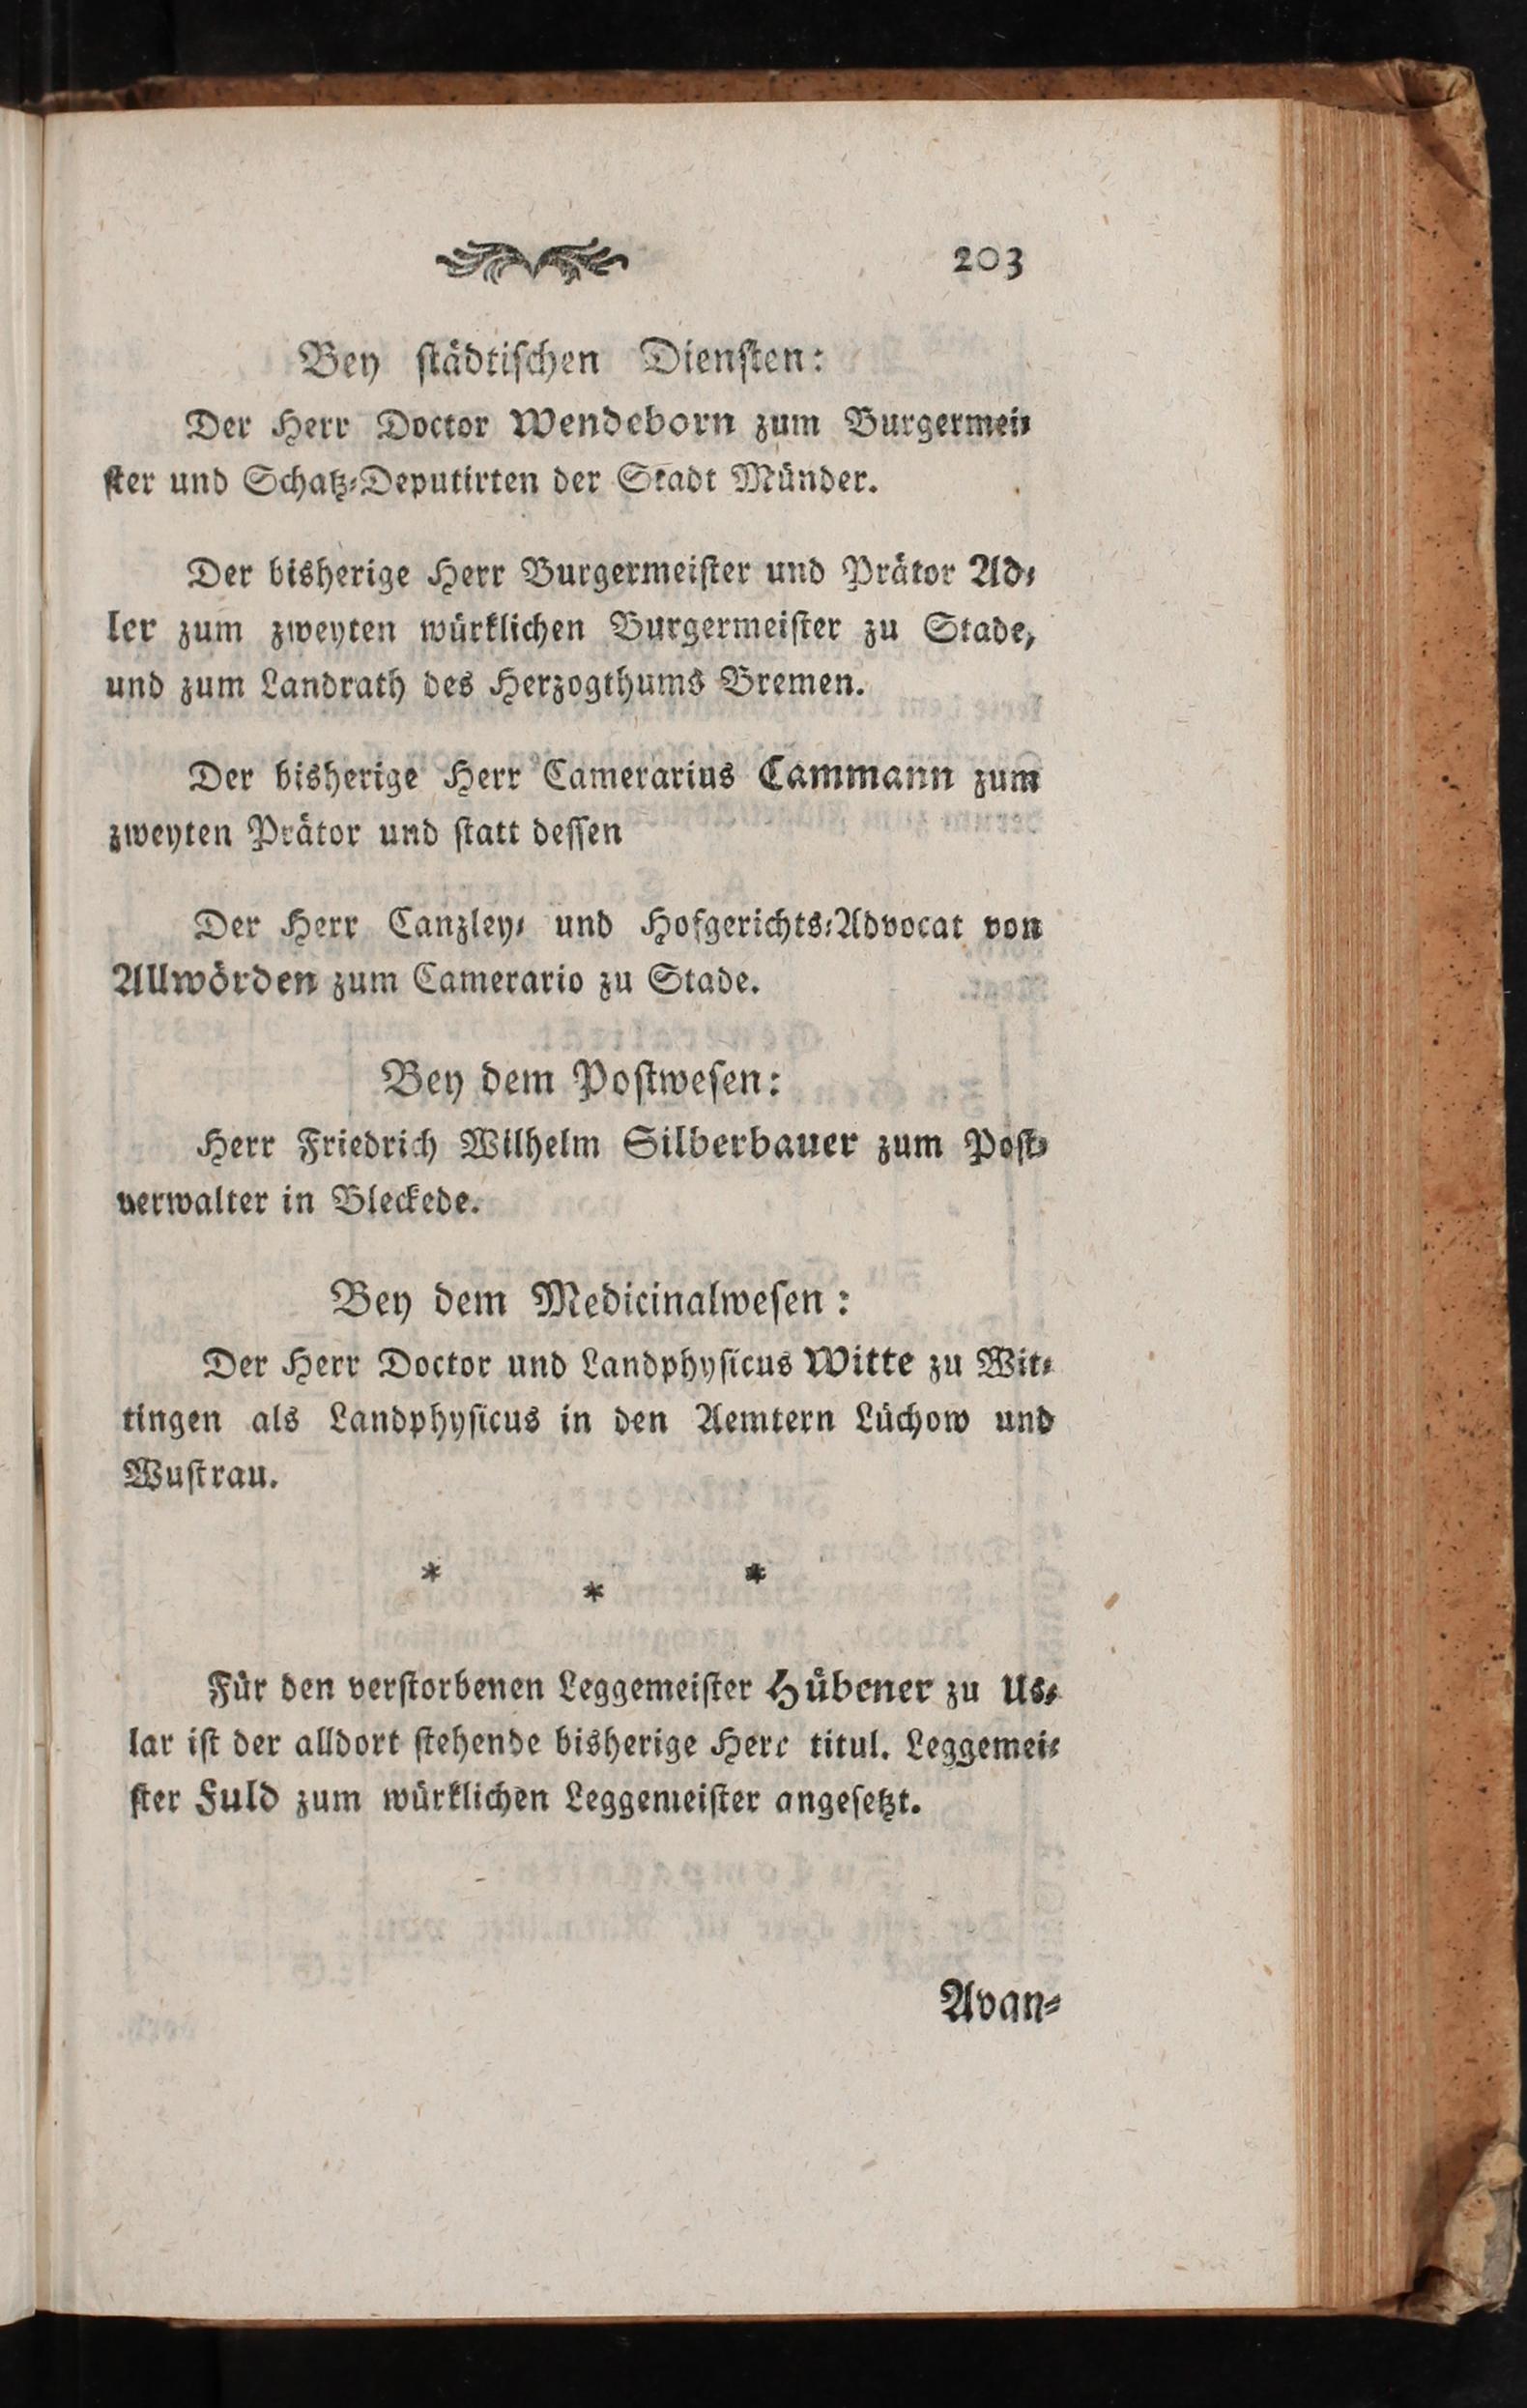 203
Bey ſtädtiſchen Dienſten:
Der Herr Doctor Wendeborn zum Burgermei⸗
ſter und Schatz⸗Deputirten der Stadt Münder.
Der bisherige Herr Burgermeiſter und Prätor Ad⸗
ler zum zweyten würklichen Burgermeiſter zu Stade,
und zum Landrath des Herzogthums Bremen.
Der bisherige Herr Camerarius Cammann zum
zweyten Prätor und ſtatt deſſen
Der Herr Canzley⸗ und Hofgerichts⸗Advocat von
Allwörden zum Camerario zu Stade.
Bey dem Poſtweſen:
Herr Friedrich Wilhelm Silberbauer zum Poſt⸗
verwalter in Bleckede.
Bey dem Medicinalweſen:
Der Herr Doctor und Landphyſicus Witte zu Wit⸗
tingen als Landphyſicus in den Aemtern Lüchow und
Wuſtrau.
* * *
Für den verſtorbenen Leggemeiſter Hübener zu Us⸗
lar iſt der alldort ſtehende bisherige Herr titul. Leggemei⸗
ſter Fuld zum würklichen Leggemeiſter angeſetzt.
Avan⸗